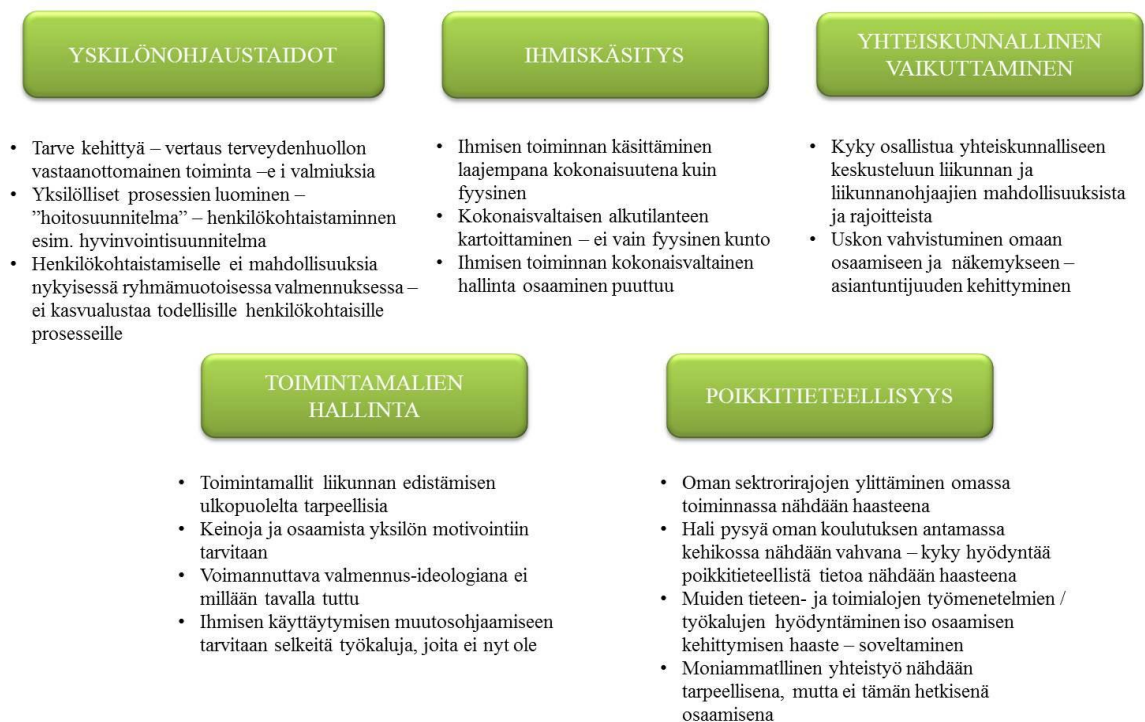 YSKILÖNOHJAUSTAIDOT
• Tarve kehittyä – vertaus terveydenhuollon
vastaanottomainen toiminta –e i valmiuksia
• Yksilölliset prosessien luominen –
”hoitosuunnitelma” – henkilökohtaistaminnen
esim. hyvinvointisuunnitelma
• Henkilökohtaistamiselle ei mahdollisuuksia
nykyisessä ryhmämuotoisessa valmennuksessa –
ei kasvualustaa todellisille henkilökohtaisille
prosesseille
IHMISKÄSITYS
• Ihmisen toiminnan käsittäminen
laajempana kokonaisuutena kuin
fyysinen
• Kokonaisvaltaisen alkutilanteen
kartoittaminen – ei vain fyysinen kunto
• Ihmisen toiminnan kokonaisvaltainen
hallinta osaaminen puuttuu
YHTEISKUNNALLINEN
VAIKUTTAMINEN
• Kyky osallistua yhteiskunnalliseen
keskusteluun liikunnan ja
liikunnanohjaajien mahdollisuuksista
ja rajoitteista
• Uskon vahvistuminen omaan
osaamiseen ja näkemykseen –
asiantuntijuuden kehittyminen
TOIMINTAMALIEN
HALLINTA
• Toimintamallit liikunnan edistämisen
ulkopuolelta tarpeellisia
• Keinoja ja osaamista yksilön motivointiin
tarvitaan
• Voimannuttava valmennus-ideologiana ei
millään tavalla tuttu
• Ihmisen käyttäytymisen muutosohjaamiseen
tarvitaan selkeitä työkaluja, joita ei nyt ole
POIKKITIETEELLISYYS
• Oman sektrorirajojen ylittäminen omassa
toiminnassa nähdään haasteena
• Hali pysyä oman koulutuksen antamassa
kehikossa nähdään vahvana – kyky hyödyntää
poikkitieteellistä tietoa nähdään haasteena
• Muiden tieteen- ja toimialojen työmenetelmien /
työkalujen hyödyntäminen iso osaamisen
kehittymisen haaste – soveltaminen
• Moniammatllinen yhteistyö nähdään
tarpeellisena, mutta ei tämän hetkisenä
osaamisena